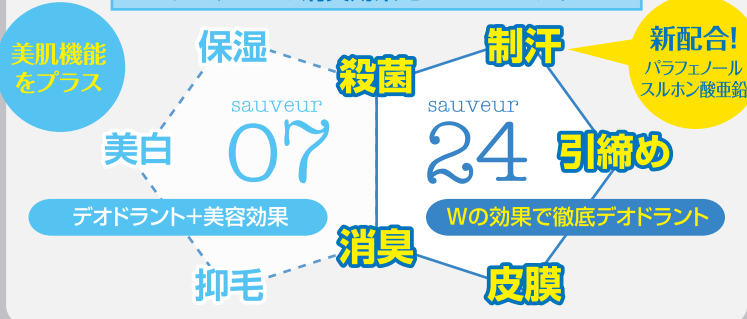 美肌機能
をプラス
保湿
殺菌
制汗
新配合!
パラフェノール
スルホン酸亜鉛
sauveur
07
sauveur
24
美白
引締め
デオドラント+美容効果
Wの効果で徹底デオドラント
消臭
抑毛
皮膜